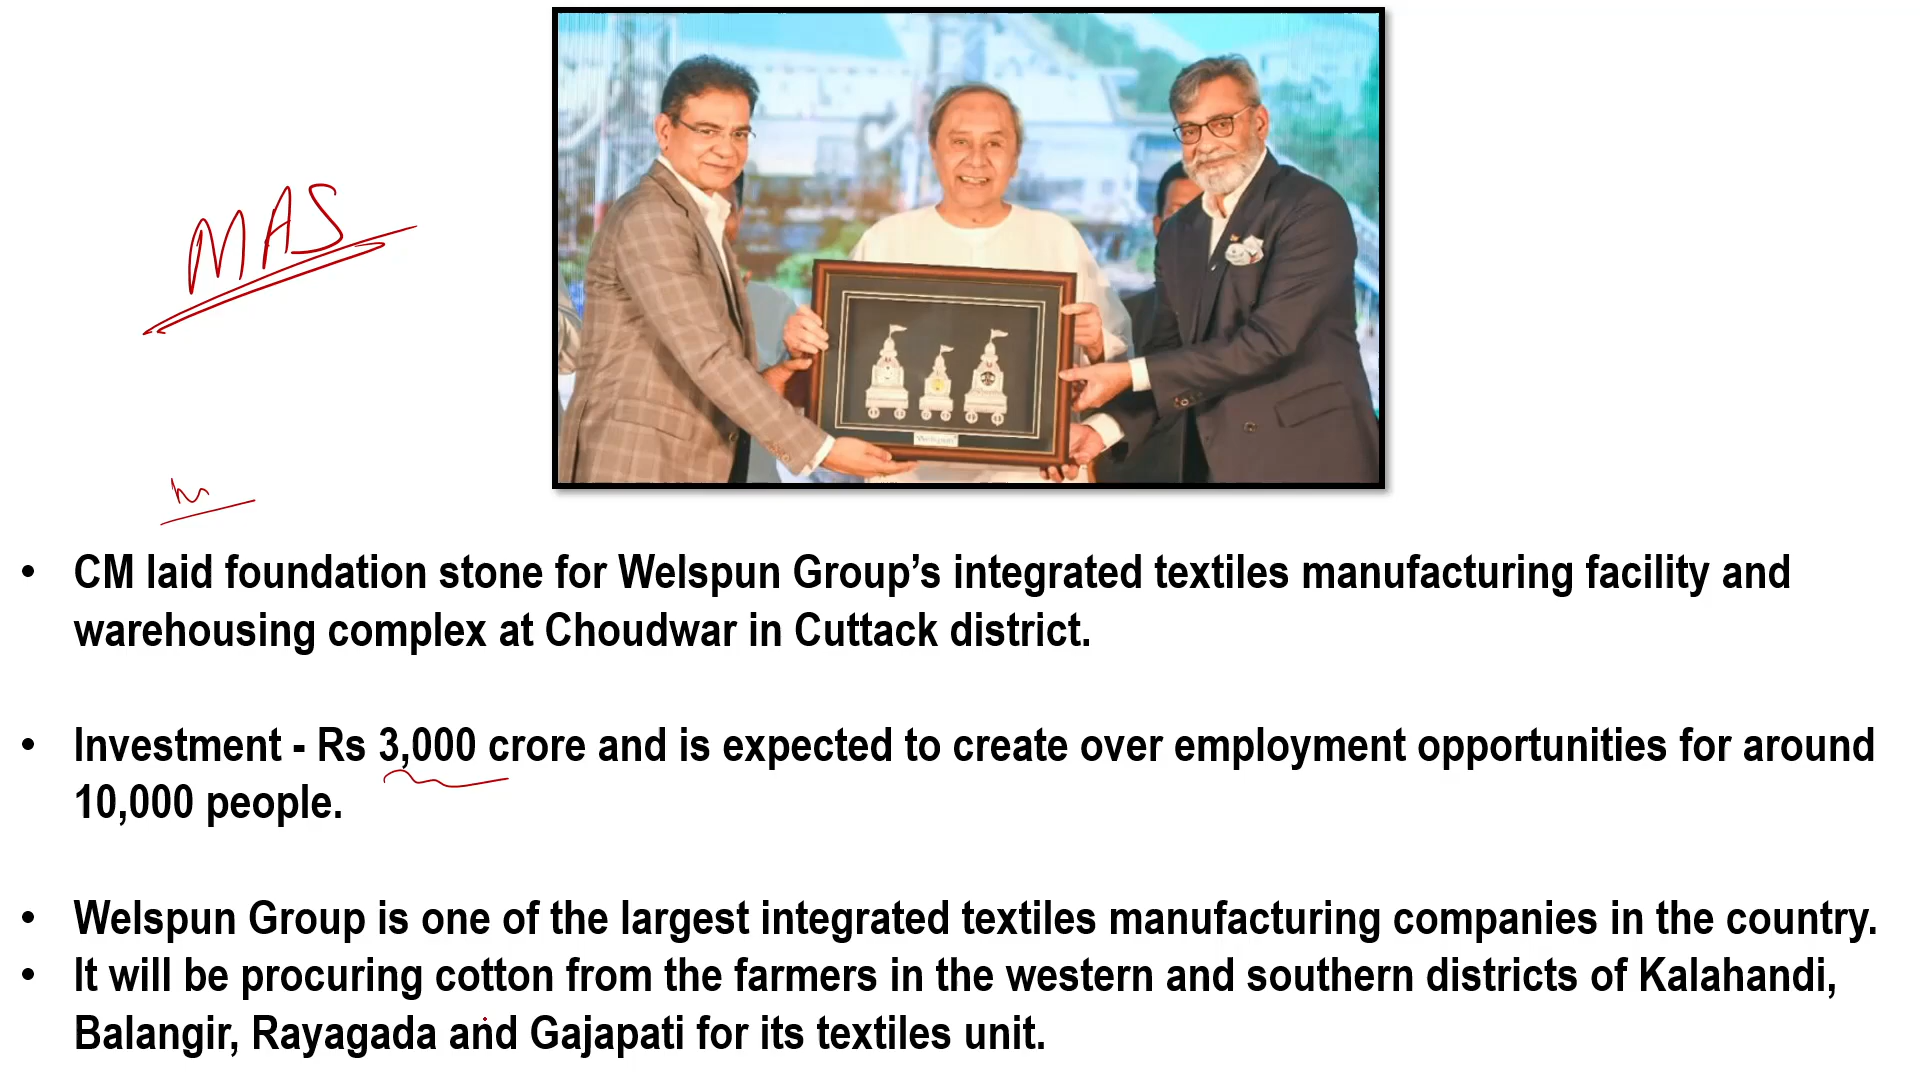 MAS
• CM laid foundation stone for Welspun Group’s integrated textiles manufacturing facility and
warehousing complex at Choudwar in Cuttack district.
• Investment - Rs 3,000 crore and is expected to create over employment opportunities for around
10,000 people.
• Welspun Group is one of the largest integrated textiles manufacturing companies in the country.
• It will be procuring cotton from the farmers in the western and southern districts of Kalahandi,
Balangir, Rayagada and Gajapati for its textiles unit.